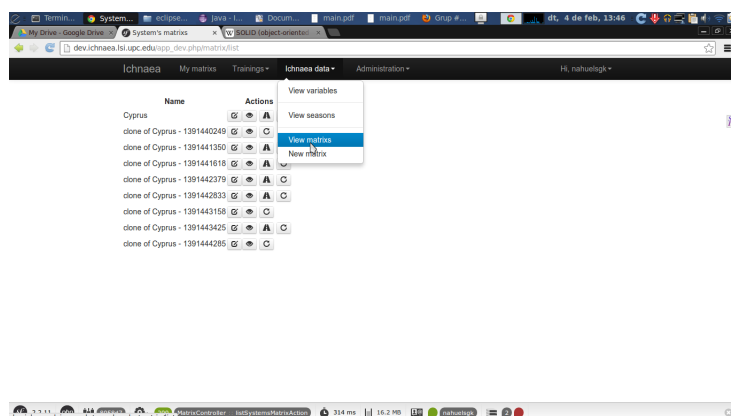 Termin... System... eclipse... java - I... Docum... main.pdf main.pdf Grup #... dt, 4 de feb, 13:46
My Drive - Google Drive × System's matrixs × W SOLID (object-oriented ×
dev.ichnaea.lsi.upc.edu/app_dev.php/matrix/list
Ichnaea My matrixs Trainings Ichnaea data Administration Hi, nahuelsgk
View variables
View seasons
View matrixs
New matrix
Name Actions
Cyprus
clone of Cyprus - 1391440249
clone of Cyprus - 1391441350
clone of Cyprus - 1391441618
clone of Cyprus - 1391442379
clone of Cyprus - 1391442833
clone of Cyprus - 1391443158
clone of Cyprus - 1391443425
clone of Cyprus - 1391444285
MatrixController listSystemsMatrixAction 314 ms 16.2 MB nahuelsgk 2